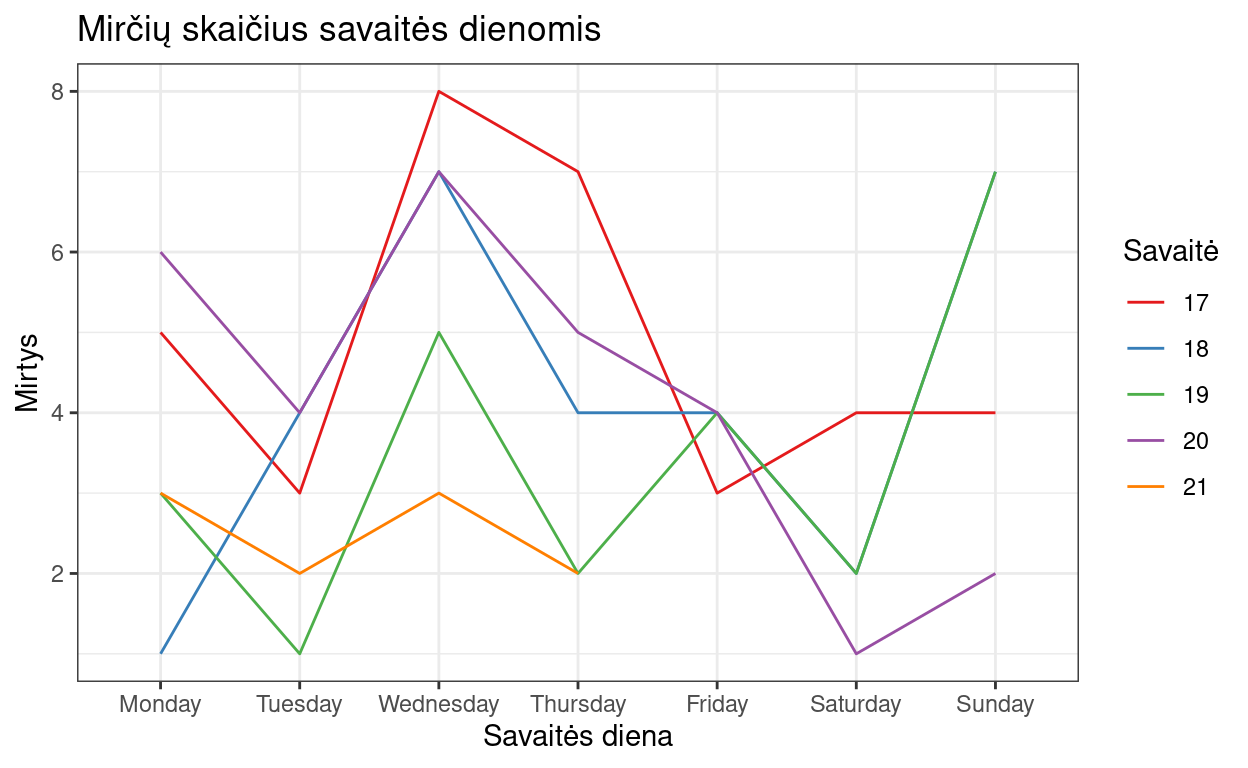 Mirčių skaičius savaitės dienomis
8
6
4
2
Mirtys
Monday Tuesday Wednesday Thursday Friday Saturday Sunday
Savaitės diena
Savaitė
17
18
19
20
21